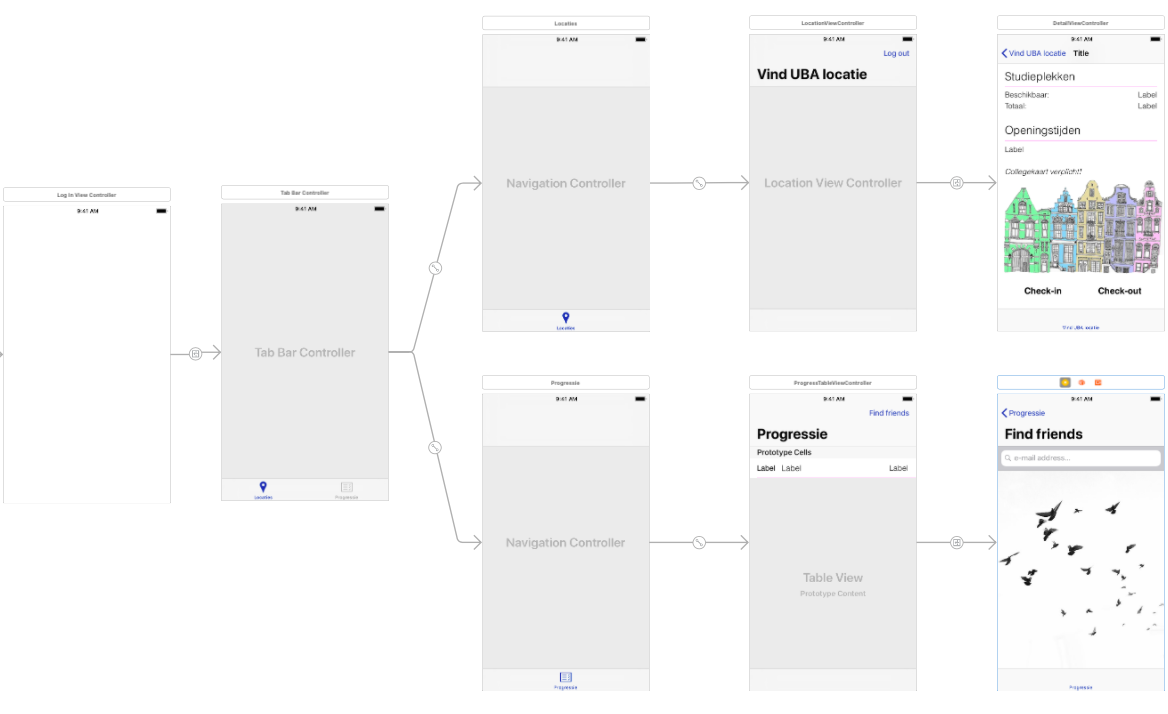 Log In View Controller
9:41 AM
Tab Bar Controller
9:41 AM
Tab Bar Controller
Locaties
Progressie
Locaties
9:41 AM
Navigation Controller
Locaties
LocationViewController
9:41 AM
Log out
Vind UBA locatie
Location View Controller
DetailViewController
9:41 AM
Vind UBA locatie Title
Studieplekken
Beschikbaar: Label
Totaal: Label
Openingstijden
Label
Collegekaart verplicht!
Check-in Check-out
Vind UBA locatie
Progressie
9:41 AM
Navigation Controller
Progressie
ProgressTableViewController
9:41 AM
Find friends
Progressie
Prototype Cells
Label Label Label
Table View
Prototype Content
9:41 AM
Progressie
Find friends
e-mail address...
Progressie